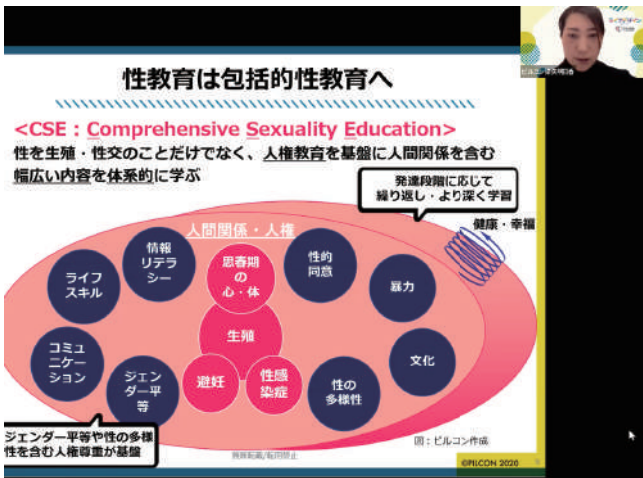 性教育は包括的性教育へ
<CSE : Comprehensive Sexuality Education>
性を生殖・性交のことだけでなく、人権教育を基盤に人間関係を含む
幅広い内容を体系的に学ぶ
発達段階に応じて
繰り返し・より深く学習
健康・幸福
人間関係・人権
情報
リテラ
シー
思春期
の
心・体
性的
同意
ライフ
スキル
暴力
生殖
コミュ
ニケー
ション
文化
ジェン
ダー平
等
避妊
性感
染症
性の
多様性
ジェンダー平等や性の多様
性を含む人権尊重が基盤
図：ピルコン作成
無断転載/転用禁止
©PILCON 2020